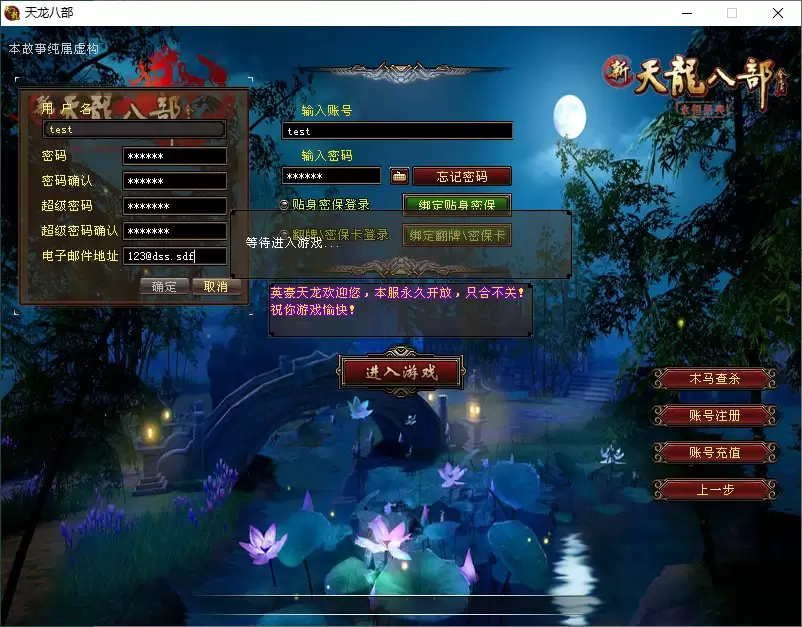 天龙八部
本故事纯属虚构
新天龍八部
用户名
test
密码
******
密码确认
******
超级密码
*******
超级密码确认
*******
电子邮件地址
123@dss.sdf
确定
取消
输入账号
test
输入密码
******
忘记密码
贴身密保登录
绑定贴身密保
翻牌\密保卡登录
绑定翻牌\密保卡
等待进入游戏...
英豪天龙欢迎您，本服永久开放，只合不关！
祝你游戏愉快！
进入游戏
木马查杀
账号注册
账号充值
上一步